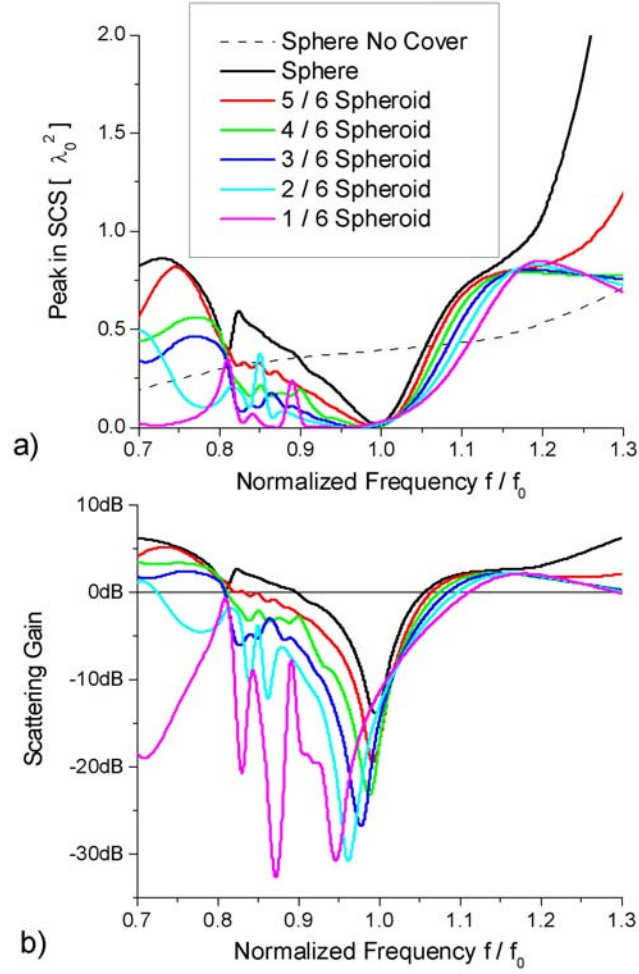 Sphere No Cover
Sphere
5 / 6 Spheroid
4 / 6 Spheroid
3 / 6 Spheroid
2 / 6 Spheroid
1 / 6 Spheroid
2.0
1.5
1.0
0.5
0.0
Peak in SCS [ λ₀²]
0.7 0.8 0.9 1.0 1.1 1.2 1.3
Normalized Frequency f / f₀
a)
10dB
0dB
-10dB
-20dB
-30dB
Scattering Gain
0.7 0.8 0.9 1.0 1.1 1.2 1.3
Normalized Frequency f / f₀
b)